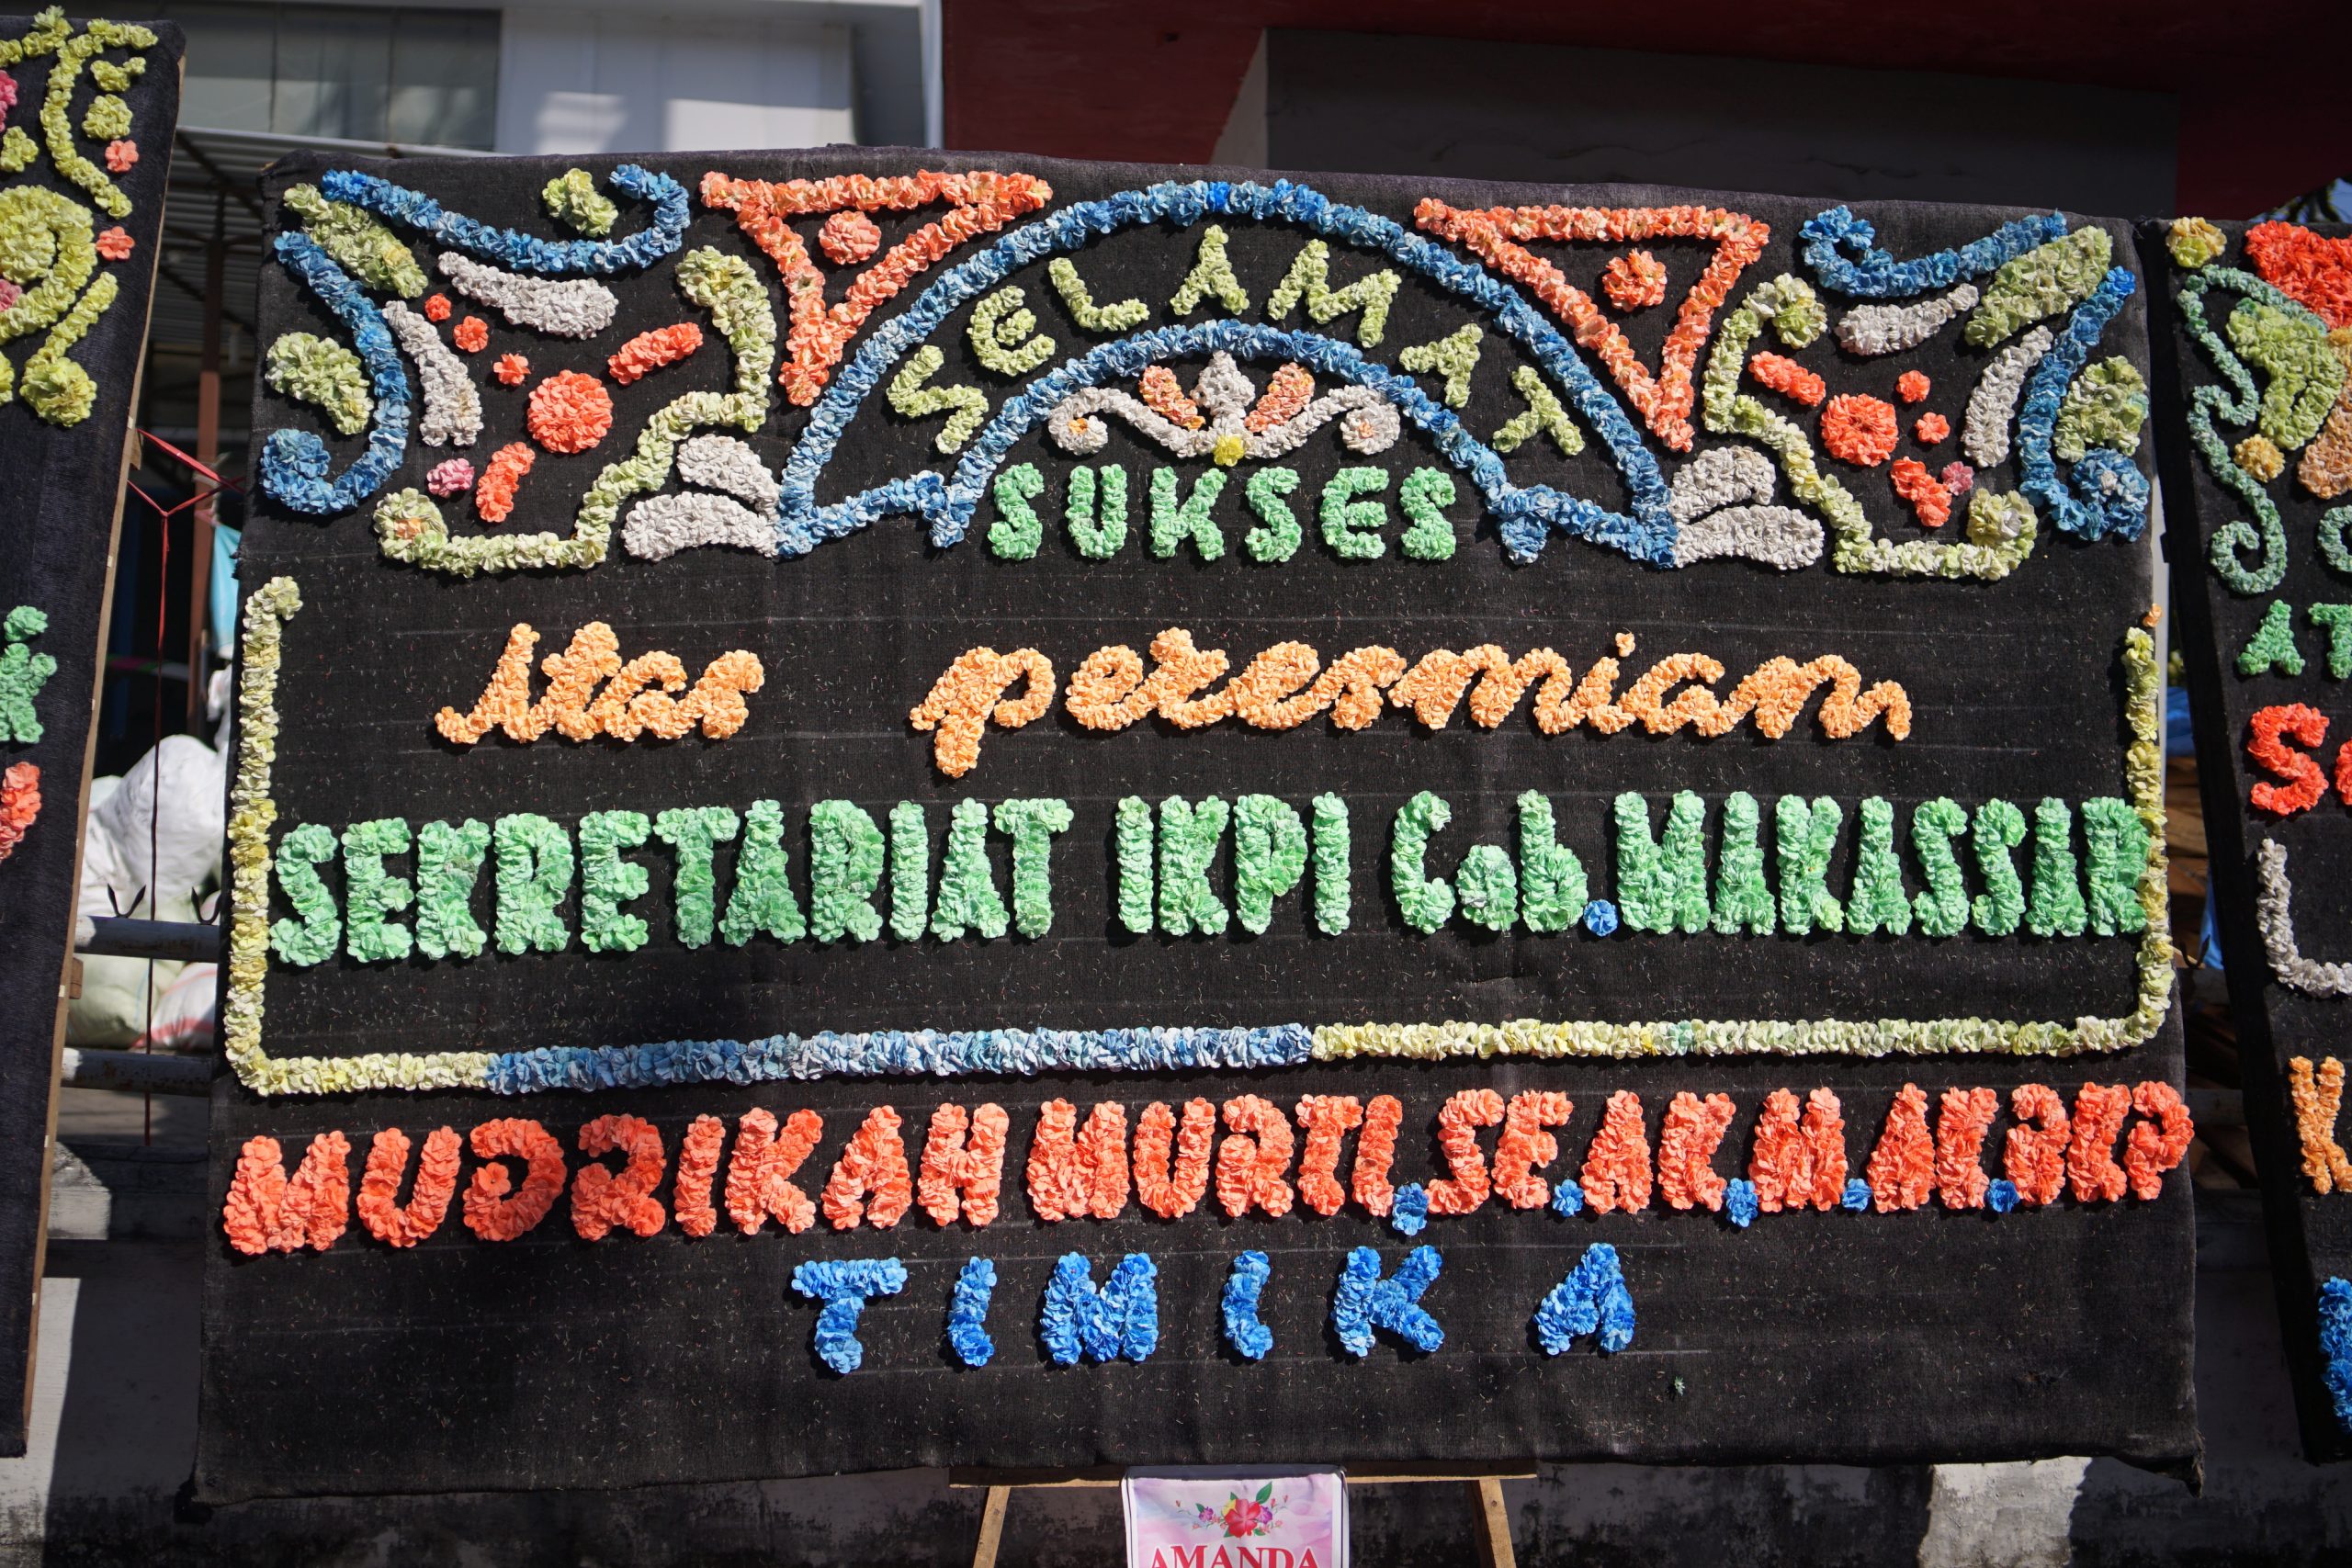 SELAMAT
SUKSES
atas peresmian
SEKRETARIAT IKPI Cab.MAKASSAR
MUDRIKAH MURTI,SE.AK.M.AK.BKP
TIMIKA
AMANDA